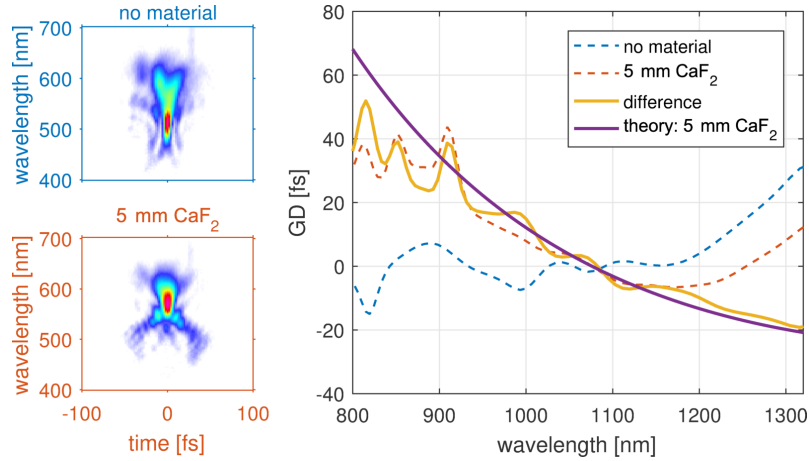 no material
700
600
500
400
wavelength [nm]
5 mm CaF₂
700
600
500
400
wavelength [nm]
-100
0
100
time [fs]
80
60
40
20
0
-20
-40
GD [fs]
800
900
1000
1100
1200
1300
wavelength [nm]
no material
5 mm CaF₂
difference
theory: 5 mm CaF₂